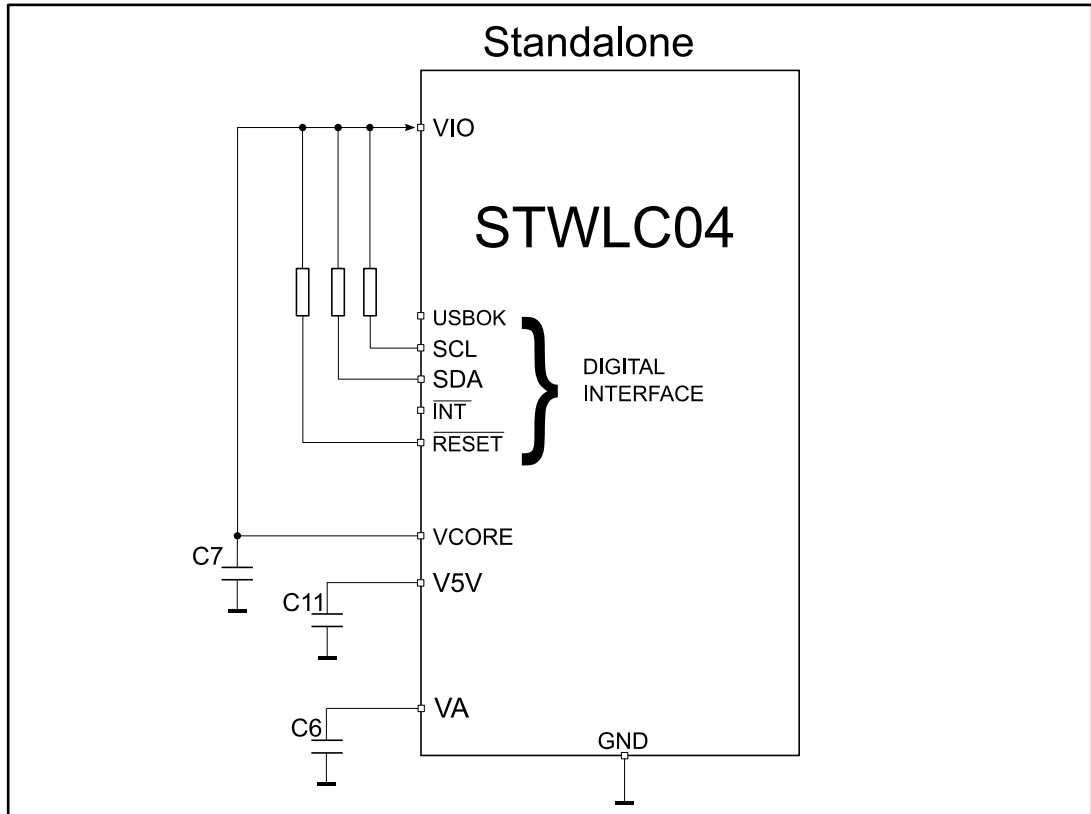 Standalone
VIO
STWLC04
USBOK
SCL
SDA
INT
RESET
DIGITAL
INTERFACE
VCORE
C7
V5V
C11
VA
C6
GND